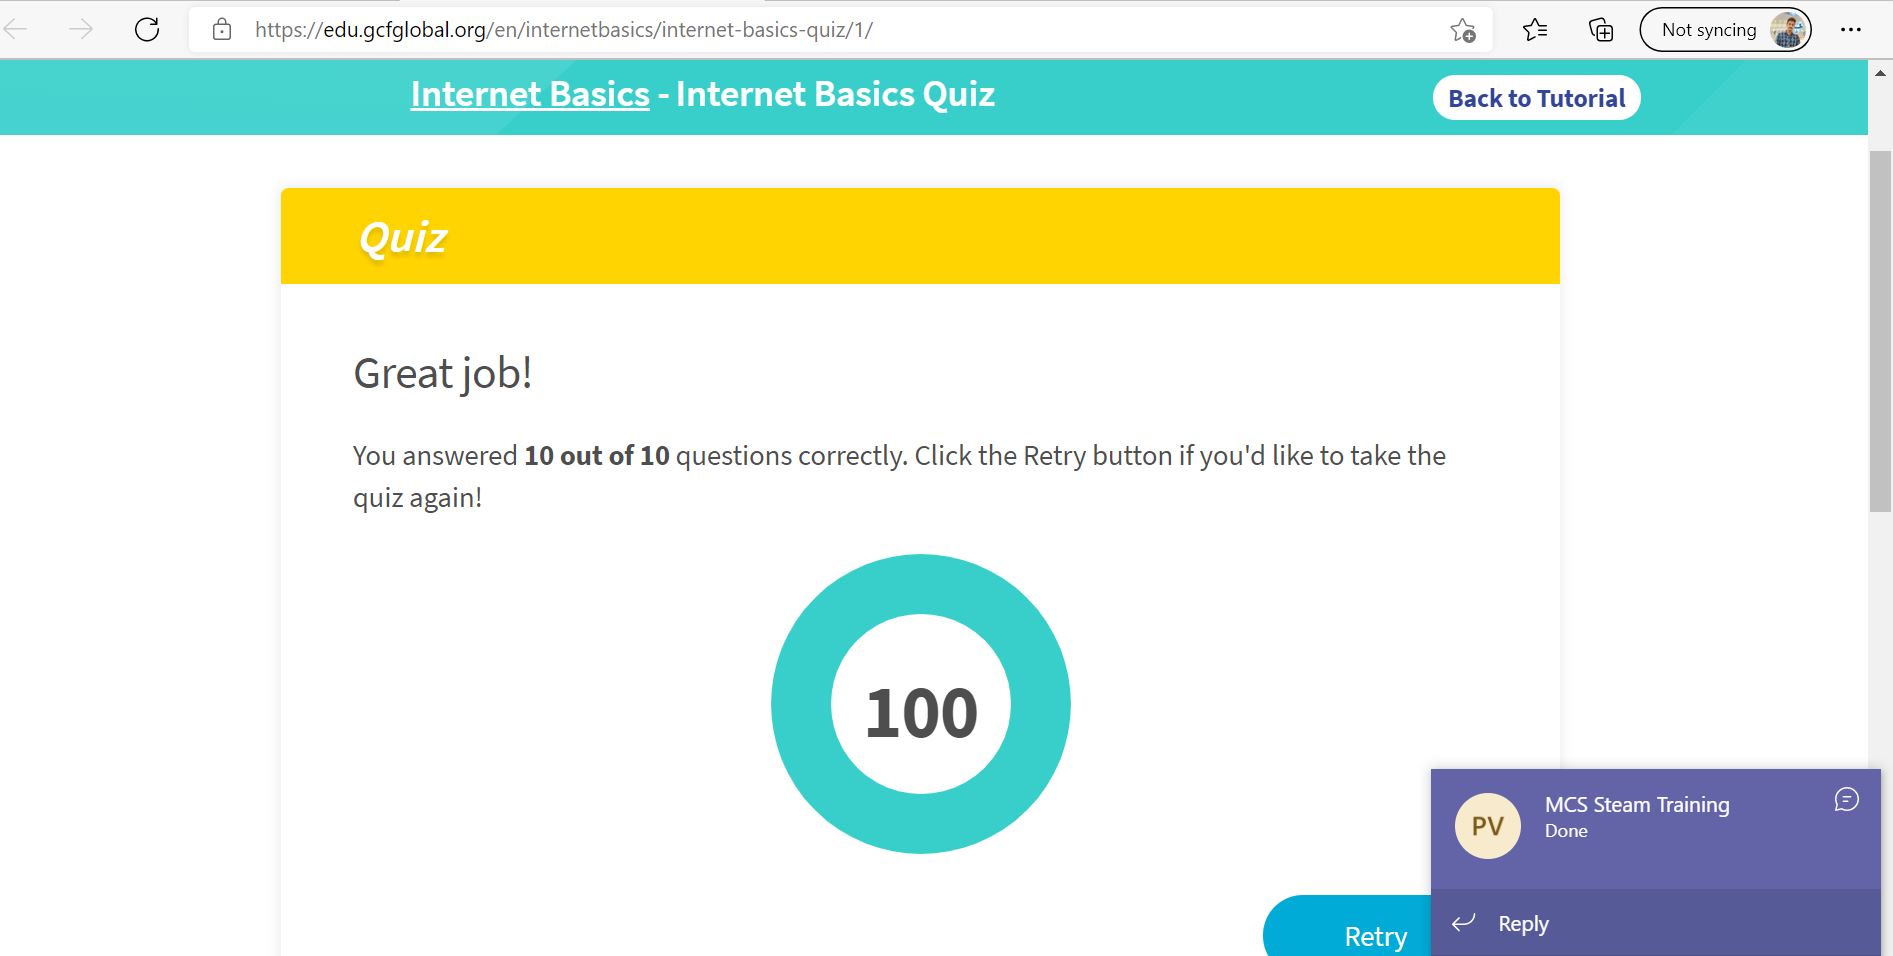 https://edu.gcfglobal.org/en/internetbasics/internet-basics-quiz/1/
Not syncing
Internet Basics - Internet Basics Quiz
Back to Tutorial
Quiz
Great job!
You answered 10 out of 10 questions correctly. Click the Retry button if you'd like to take the
quiz again!
100
Retry
PV
MCS Steam Training
Done
Reply